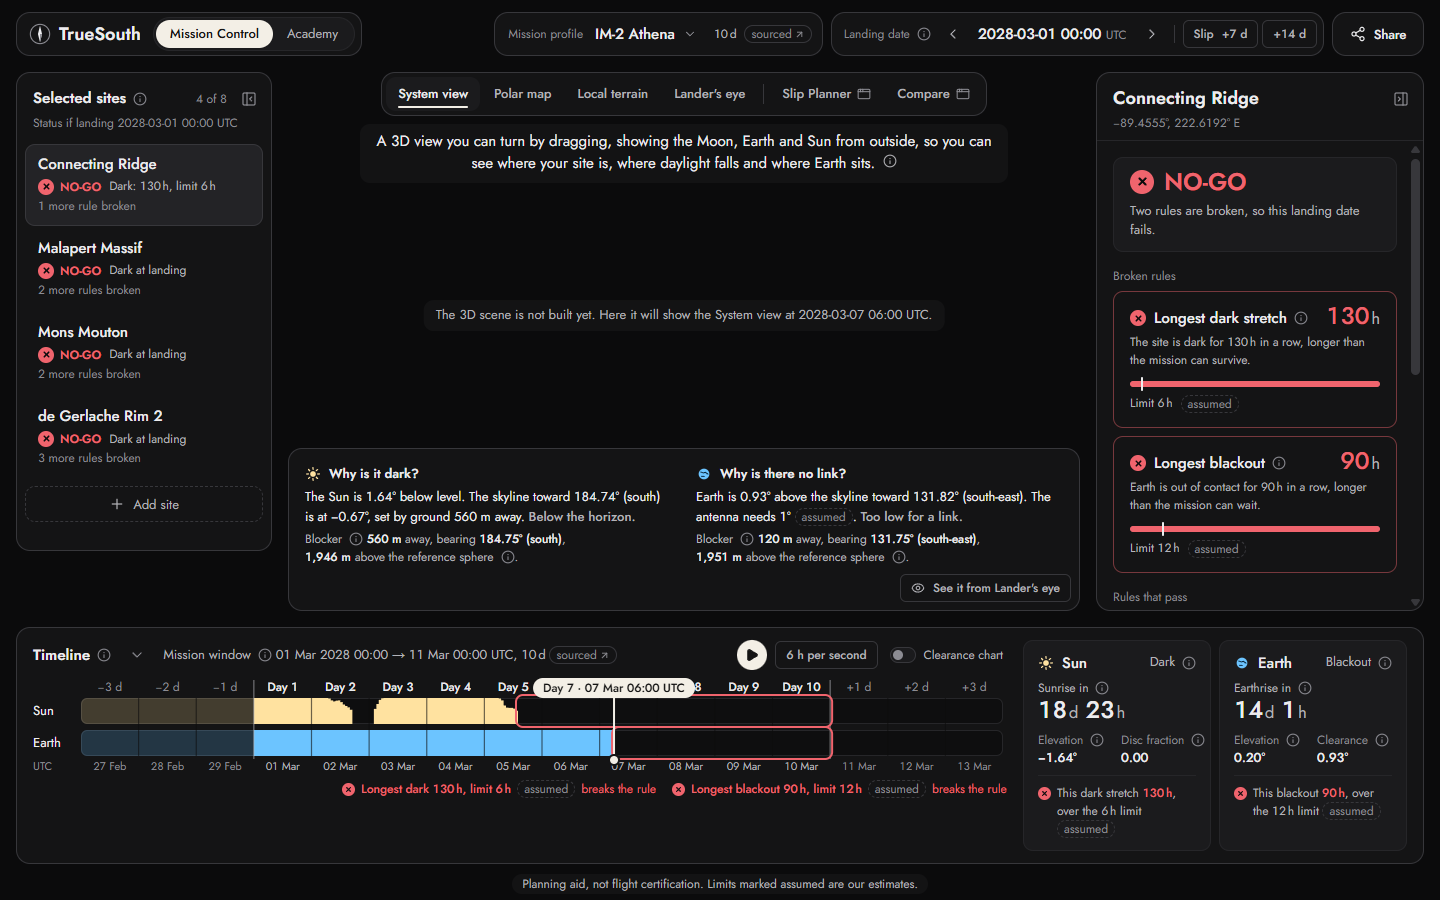 TrueSouth
Mission Control
Academy
Mission profile IM-2 Athena 10 d sourced ↗
Landing date 2028-03-01 00:00 UTC
Slip +7 d +14 d
Share
Selected sites 4 of 8
Status if landing 2028-03-01 00:00 UTC
Connecting Ridge
NO-GO Dark: 130 h, limit 6 h
1 more rule broken
Malapert Massif
NO-GO Dark at landing
2 more rules broken
Mons Mouton
NO-GO Dark at landing
2 more rules broken
de Gerlache Rim 2
NO-GO Dark at landing
3 more rules broken
+ Add site
System view Polar map Local terrain Lander's eye Slip Planner Compare
A 3D view you can turn by dragging, showing the Moon, Earth and Sun from outside, so you can
see where your site is, where daylight falls and where Earth sits.
The 3D scene is not built yet. Here it will show the System view at 2028-03-07 06:00 UTC.
Why is it dark?
The Sun is 1.64° below level. The skyline toward 184.74° (south)
is at −0.67°, set by ground 560 m away. Below the horizon.
Blocker 560 m away, bearing 184.75° (south),
1,946 m above the reference sphere .
Why is there no link?
Earth is 0.93° above the skyline toward 131.82° (south-east). The
antenna needs 1° assumed . Too low for a link.
Blocker 120 m away, bearing 131.75° (south-east),
1,951 m above the reference sphere .
See it from Lander's eye
Connecting Ridge
−89.4555°, 222.6192° E
NO-GO
Two rules are broken, so this landing date
fails.
Broken rules
Longest dark stretch 130 h
The site is dark for 130 h in a row, longer than
the mission can survive.
Limit 6 h assumed
Longest blackout 90 h
Earth is out of contact for 90 h in a row, longer
than the mission can wait.
Limit 12 h assumed
Rules that pass
Timeline
Mission window 01 Mar 2028 00:00 → 11 Mar 00:00 UTC, 10 d sourced ↗
6 h per second
Clearance chart
−3 d −2 d −1 d Day 1 Day 2 Day 3 Day 4 Day 5 Day 7 · 07 Mar 06:00 UTC 8 Day 9 Day 10 +1 d +2 d +3 d
Sun
Earth
UTC 27 Feb 28 Feb 29 Feb 01 Mar 02 Mar 03 Mar 04 Mar 05 Mar 06 Mar 07 Mar 08 Mar 09 Mar 10 Mar 11 Mar 12 Mar 13 Mar
Longest dark 130 h, limit 6 h assumed breaks the rule
Longest blackout 90 h, limit 12 h assumed breaks the rule
Sun Dark
Sunrise in
18 d 23 h
Elevation Disc fraction
−1.64° 0.00
This dark stretch 130 h,
over the 6 h limit
assumed
Earth Blackout
Earthrise in
14 d 1 h
Elevation Clearance
0.20° 0.93°
This blackout 90 h, over
the 12 h limit assumed
Planning aid, not flight certification. Limits marked assumed are our estimates.